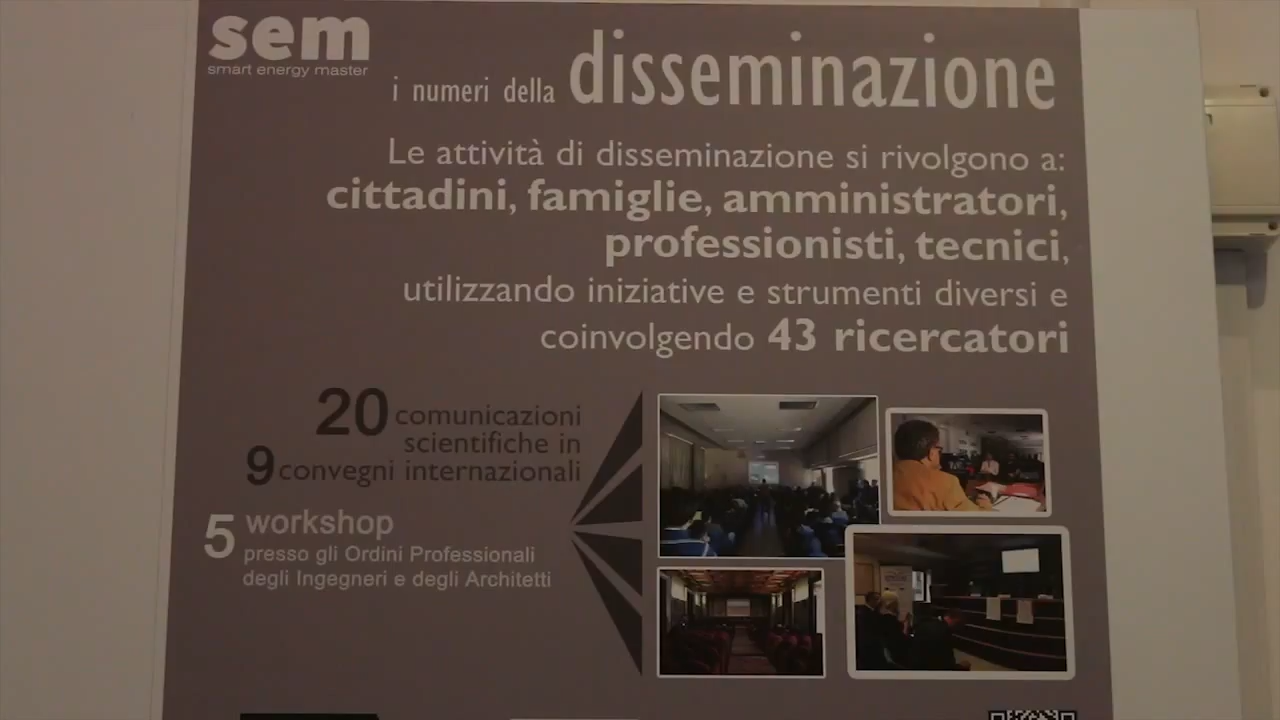 sem
smart energy master
i numeri della disseminazione
Le attività di disseminazione si rivolgono a:
cittadini, famiglie, amministratori,
professionisti, tecnici,
utilizzando iniziative e strumenti diversi e
coinvolgendo 43 ricercatori
20 comunicazioni
scientifiche in
9 convegni internazionali
5 workshop
presso gli Ordini Professionali
degli Ingegneri e degli Architetti